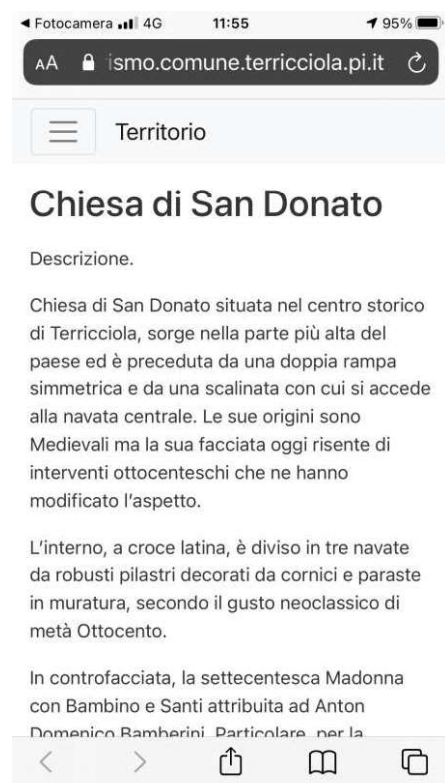 Fotocamera 4G 11:55 95%
AA ismo.comune.terricciola.pi.it
Territorio
Chiesa di San Donato
Descrizione.
Chiesa di San Donato situata nel centro storico
di Terricciola, sorge nella parte più alta del
paese ed è preceduta da una doppia rampa
simmetrica e da una scalinata con cui si accede
alla navata centrale. Le sue origini sono
Medievali ma la sua facciata oggi risente di
interventi ottocenteschi che ne hanno
modificato l'aspetto.
L'interno, a croce latina, è diviso in tre navate
da robusti pilastri decorati da cornici e paraste
in muratura, secondo il gusto neoclassico di
metà Ottocento.
In controfacciata, la settecentesca Madonna
con Bambino e Santi attribuita ad Anton
Domenico Bamberini. Particolare, per la